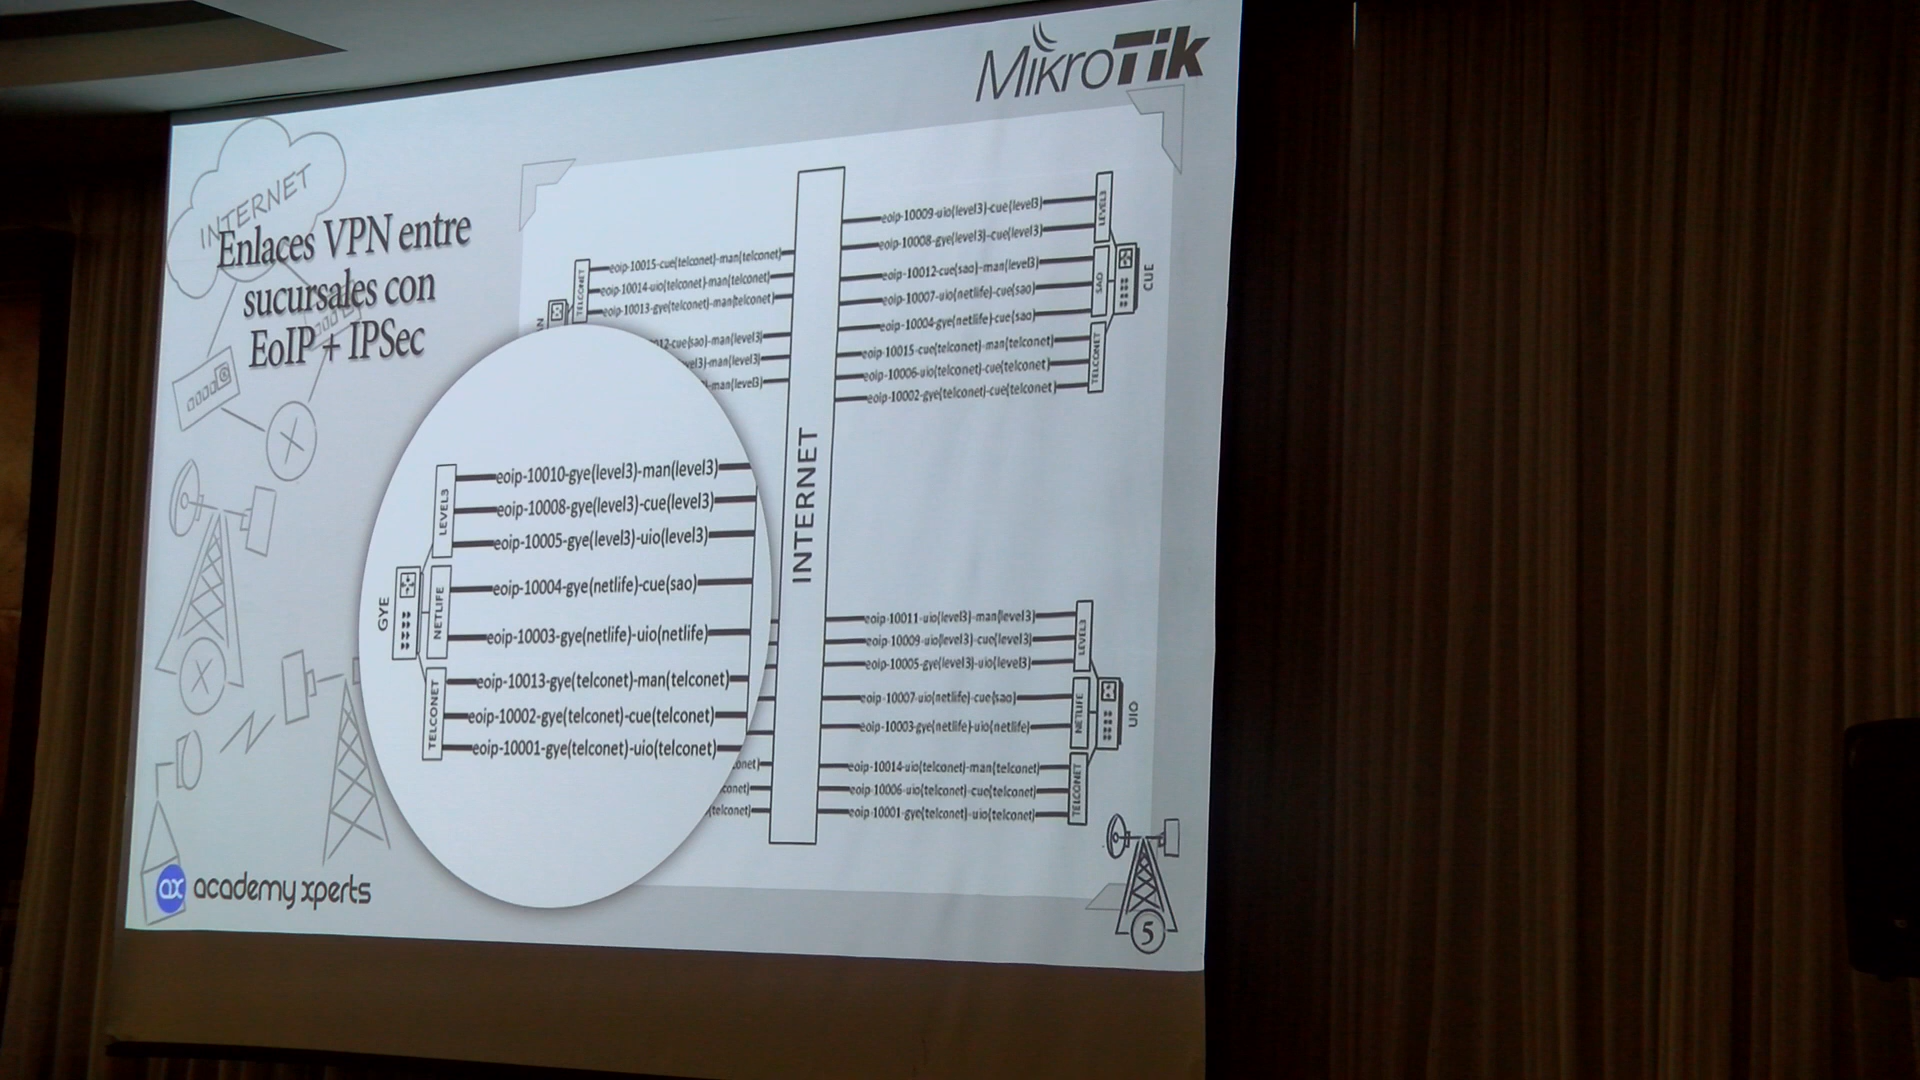 MikroTik
INTERNET
Enlaces VPN entre
sucursales con
EoIP + IPSec
TELCONET
eoip-10015-cue(telconet)-man(telconet)
eoip-10014-uio(telconet)-man(telconet)
eoip-10013-gye(telconet)-man(telconet)
12-cue(sao)-man(level3)
-man(level3)
-man(level3)
GYE
LEVEL3
eoip-10010-gye(level3)-man(level3)
eoip-10008-gye(level3)-cue(level3)
eoip-10005-gye(level3)-uio(level3)
NETLIFE
eoip-10004-gye(netlife)-cue(sao)
eoip-10003-gye(netlife)-uio(netlife)
TELCONET
eoip-10013-gye(telconet)-man(telconet)
eoip-10002-gye(telconet)-cue(telconet)
eoip-10001-gye(telconet)-uio(telconet)
conet)
conet)
(telconet)
INTERNET
eoip-10009-uio(level3)-cue(level3)
eoip-10008-gye(level3)-cue(level3)
LEVEL3
eoip-10012-cue(sao)-man(level3)
eoip-10007-uio(netlife)-cue(sao)
eoip-10004-gye(netlife)-cue(sao)
SAO
eoip-10015-cue(telconet)-man(telconet)
eoip-10006-uio(telconet)-cue(telconet)
eoip-10002-gye(telconet)-cue(telconet)
TELCONET
CUE
eoip-10011-uio(level3)-man(level3)
eoip-10009-uio(level3)-cue(level3)
eoip-10005-gye(level3)-uio(level3)
LEVEL3
eoip-10007-uio(netlife)-cue(sao)
eoip-10003-gye(netlife)-uio(netlife)
NETLIFE
eoip-10014-uio(telconet)-man(telconet)
eoip-10006-uio(telconet)-cue(telconet)
eoip-10001-gye(telconet)-uio(telconet)
TELCONET
UIO
ax academy xperts
5